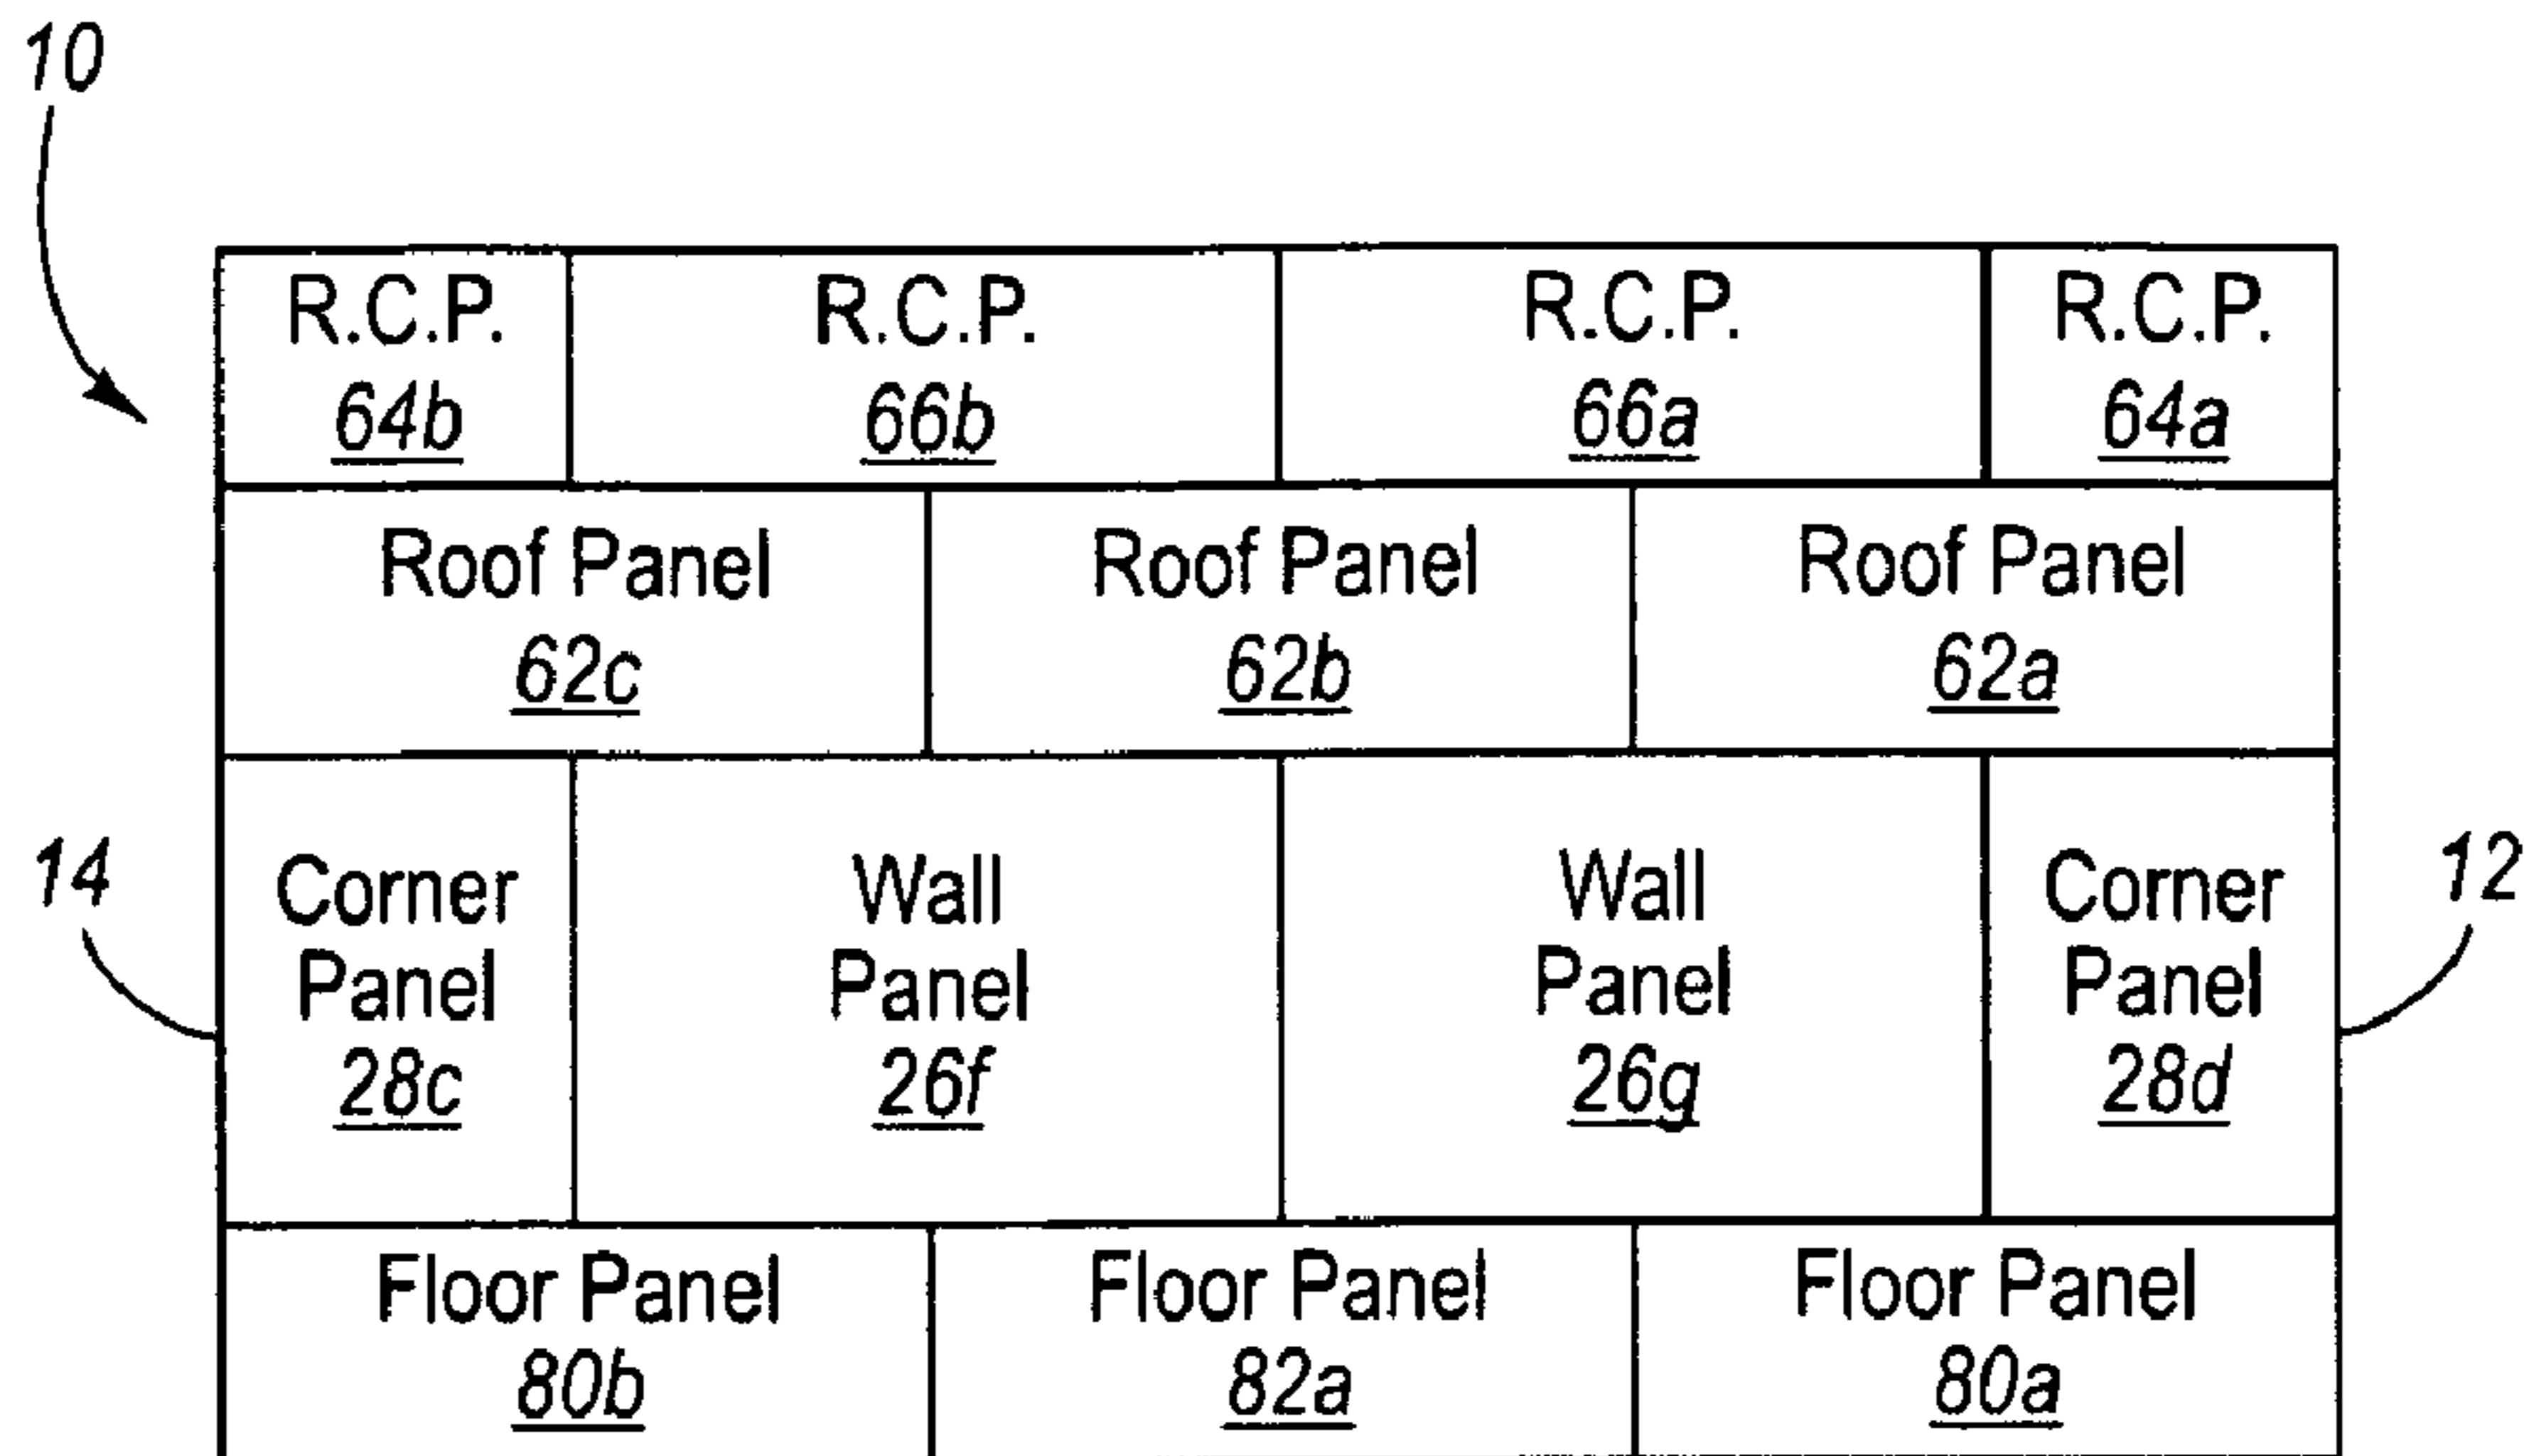 10
R.C.P. R.C.P. R.C.P. R.C.P.
64b 66b 66a 64a
Roof Panel Roof Panel Roof Panel
62c 62b 62a
14 12
Corner Wall Wall Corner
Panel Panel Panel Panel
28c 26f 26g 28d
Floor Panel Floor Panel Floor Panel
80b 82a 80a